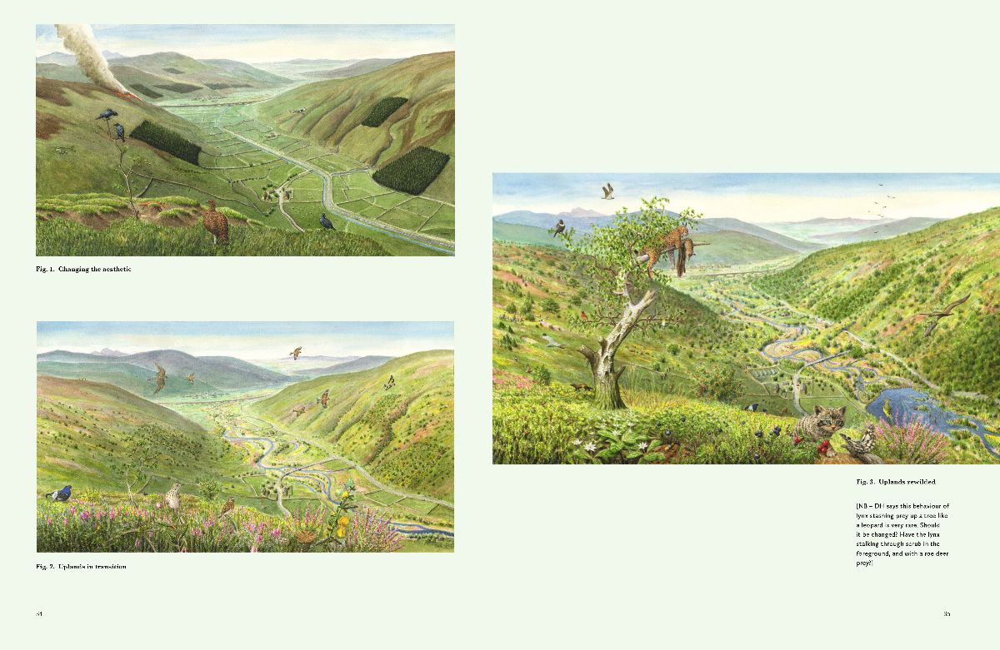 Fig. 1. Changing the aesthetic
Fig. 2. Uplands in transition
34
Fig. 3. Uplands rewilded
[NB – DH says this behaviour of
lynx stashing prey up a tree like
a leopard is very rare. Should
it be changed? Have the lynx
stalking through scrub in the
foreground, and with a roe deer
prey?]
35